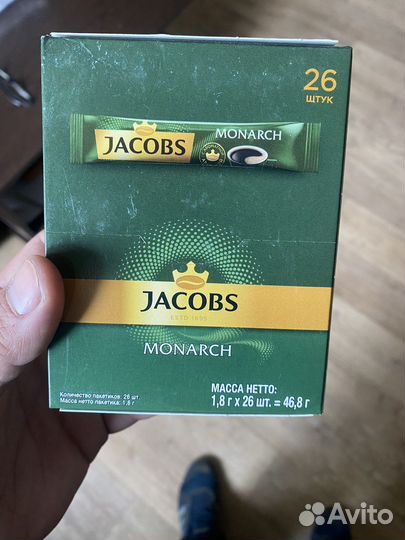 26
ШТУК
JACOBS
MONARCH
JACOBS
ESTD 1895
MONARCH
МАССА НЕТТО:
1,8 г x 26 шт. = 46,8 г
Количество пакетиков: 26 шт.
Масса нетто пакетика: 1,8 г
Avito